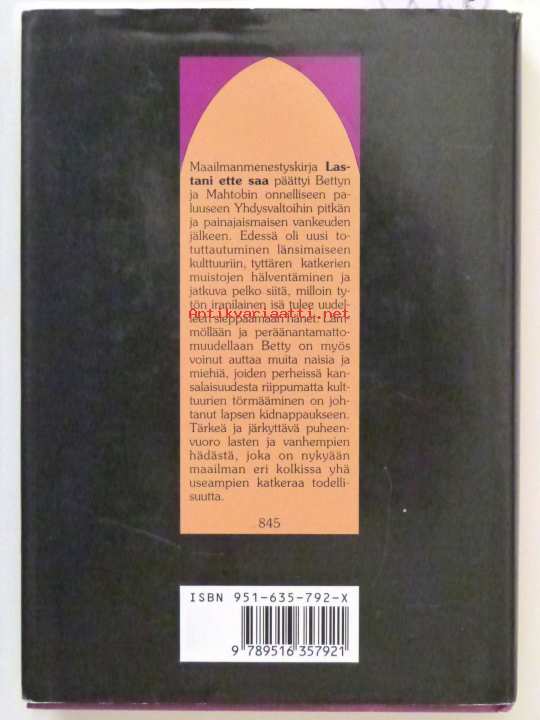 Maailmanmenestyskirja Las-
tani ette saa päättyi Bettyn
ja Mahtobin onnelliseen pa-
luuseen Yhdysvaltoihin pitkän
ja painajaismaisen vankeuden
jälkeen. Edessä oli uusi to-
tuttautuminen länsimaiseen
kulttuuriin, tyttären katkerien
muistojen hälventäminen ja
jatkuva pelko siitä, milloin ty-
tön iranilainen isä tulee uudel-
Antikvariaatti.net
leen sieppaamaan hänet. Läm-
möllään ja peräänantamatto-
muudellaan Betty on myös
voinut auttaa muita naisia ja
miehiä, joiden perheissä kan-
salaisuudesta riippumatta kult-
tuurien törmääminen on joh-
tanut lapsen kidnappaukseen.
Tärkeä ja järkyttävä puheen-
vuoro lasten ja vanhempien
hädästä, joka on nykyään
maailman eri kolkissa yhä
useampien katkeraa todelli-
suutta.
845
ISBN 951-635-792-X
9 789516 357921